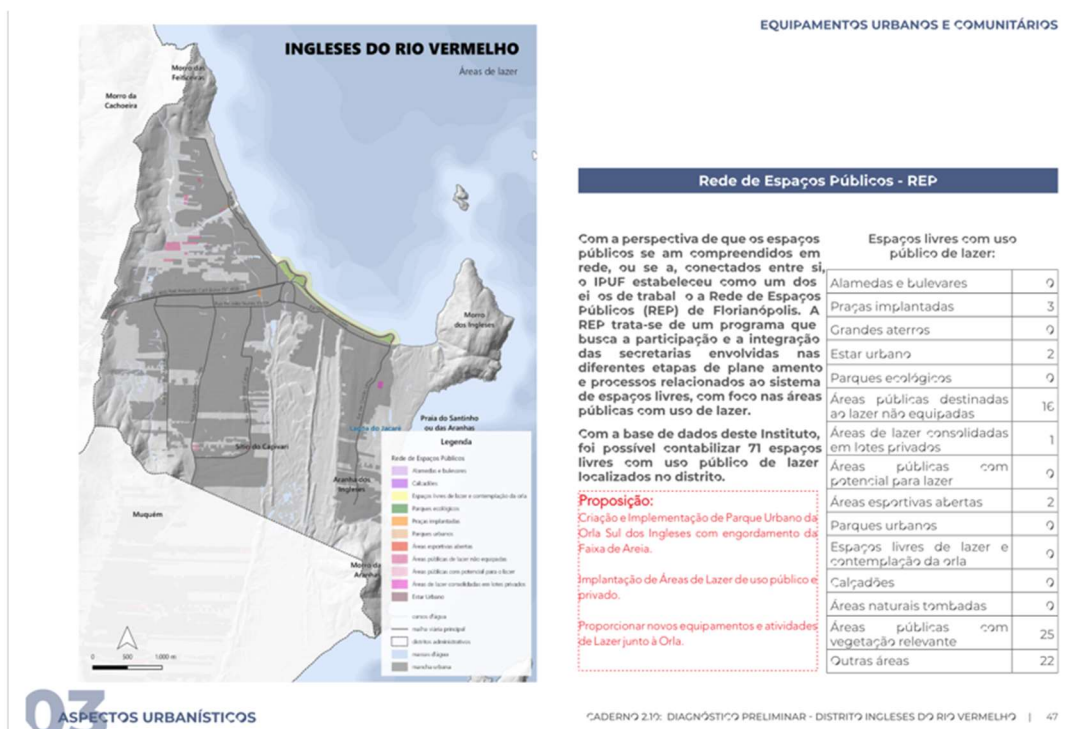 EQUIPAMENTOS URBANOS E COMUNITÁRIOS
INGLESES DO RIO VERMELHO
Áreas de lazer
Morro das
Feiticeiras
Morro da
Cachoeira
Morro
dos Ingleses
Praia do Santinho
ou das Aranhas
Lagoa do Jacaré
Sítio do Capivari
Aranha dos
Ingleses
Muquém
Morro da
Aranha
0 500 1.000 m
Legenda
Rede de Espaços Públicos
Alamedas e bulevares
Calçadões
Espaços livres de lazer e contemplação da orla
Parques ecológicos
Praças implantadas
Parques urbanos
Áreas esportivas abertas
Áreas públicas de lazer não equipadas
Áreas públicas com potencial para o lazer
Áreas de lazer consolidadas em lotes privados
Estar Urbano
cursos d'água
malha viária principal
distritos administrativos
massas d'água
mancha urbana
Rede de Espaços Públicos - REP
Com a perspectiva de que os espaços
públicos se am compreendidos em
rede, ou se a, conectados entre si,
o IPUF estabeleceu como um dos
ei os de trabal o a Rede de Espaços
Públicos (REP) de Florianópolis. A
REP trata-se de um programa que
busca a participação e a integração
das secretarias envolvidas nas
diferentes etapas de plane amento
e processos relacionados ao sistema
de espaços livres, com foco nas áreas
públicas com uso de lazer.
Com a base de dados deste Instituto,
foi possível contabilizar 71 espaços
livres com uso público de lazer
localizados no distrito.
Proposição:
Criação e Implementação de Parque Urbano da
Orla Sul dos Ingleses com engordamento da
Faixa de Areia.
Implantação de Áreas de Lazer de uso público e
privado.
Proporcionar novos equipamentos e atividades
de Lazer junto à Orla.
Espaços livres com uso
público de lazer:
Alamedas e bulevares 0
Praças implantadas 3
Grandes aterros 0
Estar urbano 2
Parques ecológicos 0
Áreas públicas destinadas
ao lazer não equipadas 16
Áreas de lazer consolidadas
em lotes privados 1
Áreas públicas com
potencial para lazer 0
Áreas esportivas abertas 2
Parques urbanos 0
Espaços livres de lazer e
contemplação da orla 0
Calçadões 0
Áreas naturais tombadas 0
Áreas públicas com
vegetação relevante 25
Outras áreas 22
03 ASPECTOS URBANÍSTICOS
CADERNO 2.10: DIAGNÓSTICO PRELIMINAR - DISTRITO INGLESES DO RIO VERMELHO | 47